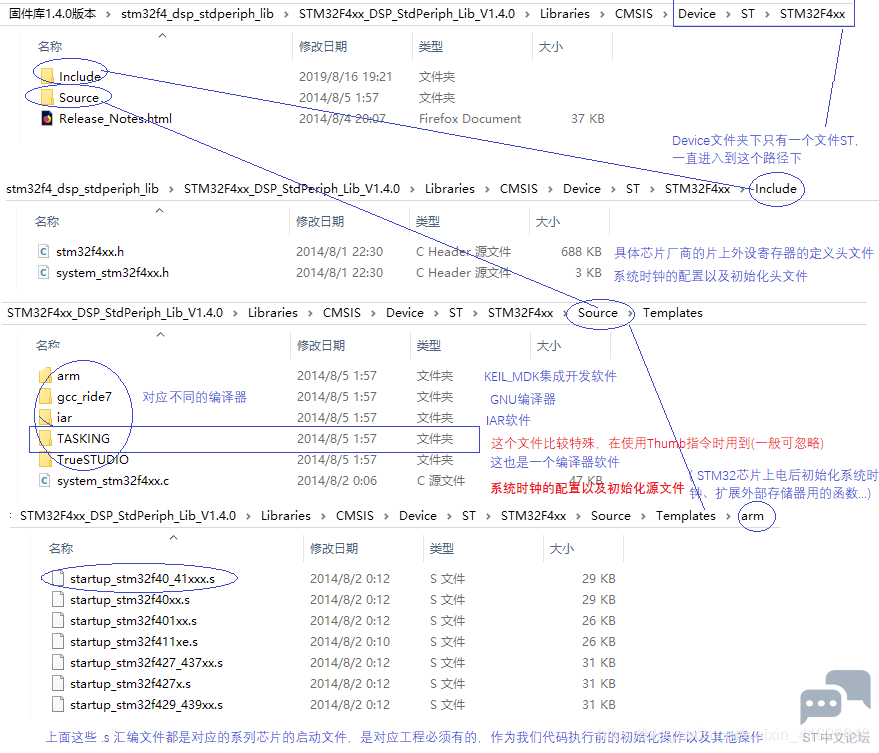 固件库1.4.0版本 › stm32f4_dsp_stdperiph_lib › STM32F4xx_DSP_StdPeriph_Lib_V1.4.0 › Libraries › CMSIS › Device › ST › STM32F4xx
名称 修改日期 类型 大小
Include 2019/8/16 19:21 文件夹
Source 2014/8/5 1:57 文件夹
Release_Notes.html 2014/8/4 20:07 Firefox Document 37 KB
Device文件夹下只有一个文件ST,
一直进入到这个路径下
stm32f4_dsp_stdperiph_lib › STM32F4xx_DSP_StdPeriph_Lib_V1.4.0 › Libraries › CMSIS › Device › ST › STM32F4xx › Include
名称 修改日期 类型 大小
stm32f4xx.h 2014/8/1 22:30 C Header 源文件 688 KB 具体芯片厂商的片上外设寄存器的定义头文件
system_stm32f4xx.h 2014/8/1 22:30 C Header 源文件 3 KB 系统时钟的配置以及初始化头文件
STM32F4xx_DSP_StdPeriph_Lib_V1.4.0 › Libraries › CMSIS › Device › ST › STM32F4xx › Source › Templates
名称 修改日期 类型 大小
arm 2014/8/5 1:57 文件夹 KEIL_MDK集成开发软件
gcc_ride7 对应不同的编译器 2014/8/5 1:57 文件夹 GNU编译器
iar 2014/8/5 1:57 文件夹 IAR软件
TASKING 2014/8/5 1:57 文件夹 这个文件比较特殊，在使用Thumb指令时用到(一般可忽略)
TrueSTUDIO 2014/8/5 1:57 文件夹 这也是一个编译器软件
system_stm32f4xx.c 2014/8/2 0:06 C 源文件 47 KB
系统时钟的配置以及初始化源文件
( STM32芯片上电后初始化系统时
钟、扩展外部存储器用的函数...)
STM32F4xx_DSP_StdPeriph_Lib_V1.4.0 › Libraries › CMSIS › Device › ST › STM32F4xx › Source › Templates › arm
名称 修改日期 类型 大小
startup_stm32f40_41xxx.s 2014/8/2 0:12 S 文件 29 KB
startup_stm32f40xx.s 2014/8/2 0:12 S 文件 29 KB
startup_stm32f401xx.s 2014/8/2 0:12 S 文件 26 KB
startup_stm32f411xe.s 2014/8/2 0:10 S 文件 26 KB
startup_stm32f427_437xx.s 2014/8/2 0:12 S 文件 31 KB
startup_stm32f427x.s 2014/8/2 0:12 S 文件 31 KB
startup_stm32f429_439xx.s 2014/8/2 0:12 S 文件 31 KB
上面这些 .s 汇编文件都是对应的系列芯片的启动文件，是对应工程必须有的，作为我们代码执行前的初始化操作以及其他操作
ST中文论坛